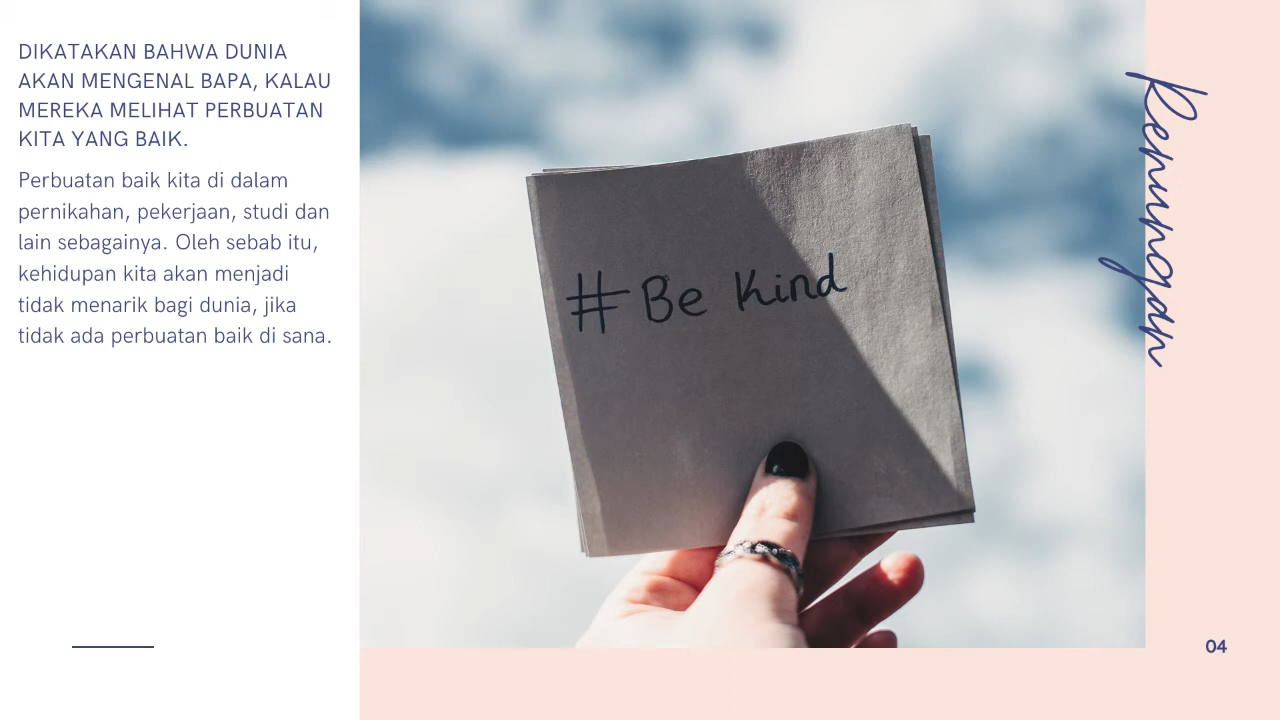 DIKATAKAN BAHWA DUNIA
AKAN MENGENAL BAPA, KALAU
MEREKA MELIHAT PERBUATAN
KITA YANG BAIK.
Perbuatan baik kita di dalam
pernikahan, pekerjaan, studi dan
lain sebagainya. Oleh sebab itu,
kehidupan kita akan menjadi
tidak menarik bagi dunia, jika
tidak ada perbuatan baik di sana.
# Be Kind
Renungan
04